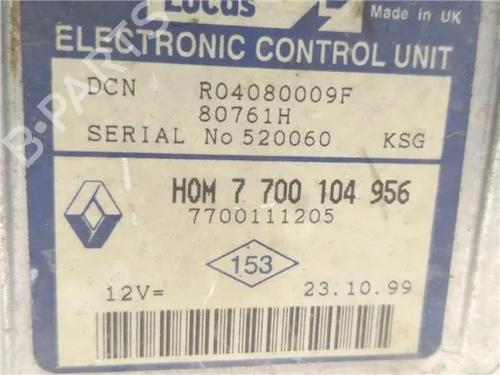 Lucas
Made in UK
ELECTRONIC CONTROL UNIT
DCN R04080009F
80761H
SERIAL No 520060 KSG
HOM 7 700 104 956
7700111205
153
12V= 23.10.99
B-PARTS